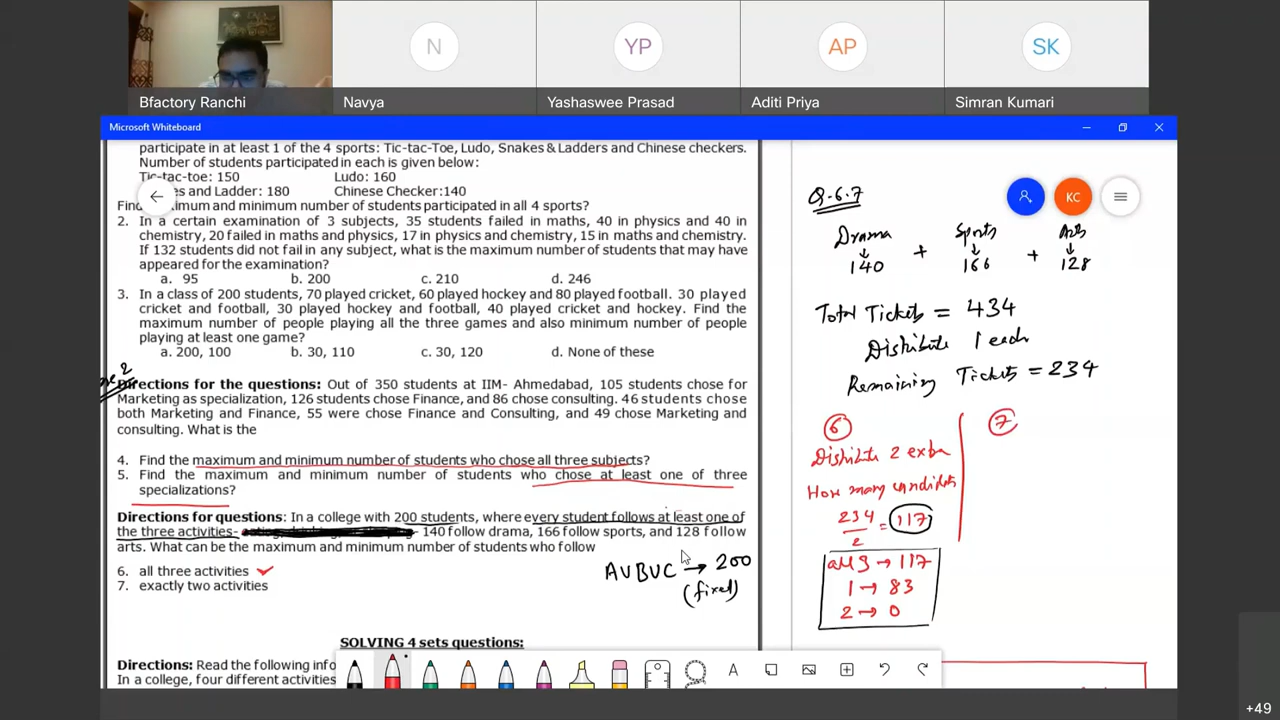 N
YP
AP
SK
Bfactory Ranchi
Navya
Yashaswee Prasad
Aditi Priya
Simran Kumari
Microsoft Whiteboard
participate in at least 1 of the 4 sports: Tic-tac-Toe, Ludo, Snakes & Ladders and Chinese checkers.
Number of students participated in each is given below:
Tic-tac-toe: 150 Ludo: 160
es and Ladder: 180 Chinese Checker:140
Find imum and minimum number of students participated in all 4 sports?
2. In a certain examination of 3 subjects, 35 students failed in maths, 40 in physics and 40 in
chemistry, 20 failed in maths and physics, 17 in physics and chemistry, 15 in maths and chemistry.
If 132 students did not fail in any subject, what is the maximum number of students that may have
appeared for the examination?
a. 95 b. 200 c. 210 d. 246
3. In a class of 200 students, 70 played cricket, 60 played hockey and 80 played football. 30 played
cricket and football, 30 played hockey and football, 40 played cricket and hockey. Find the
maximum number of people playing all the three games and also minimum number of people
playing at least one game?
a. 200, 100 b. 30, 110 c. 30, 120 d. None of these
Directions for the questions: Out of 350 students at IIM- Ahmedabad, 105 students chose for
Marketing as specialization, 126 students chose Finance, and 86 chose consulting. 46 students chose
both Marketing and Finance, 55 were chose Finance and Consulting, and 49 chose Marketing and
consulting. What is the
4. Find the maximum and minimum number of students who chose all three subjects?
5. Find the maximum and minimum number of students who chose at least one of three
specializations?
Directions for questions: In a college with 200 students, where every student follows at least one of
the three activities- 140 follow drama, 166 follow sports, and 128 follow
arts. What can be the maximum and minimum number of students who follow
6. all three activities
7. exactly two activities
AUBUC → 200
(fixed)
SOLVING 4 sets questions:
Directions: Read the following info
In a college, four different activities
A
KC
Q.6.7
Drama Sports Arts
140 + 166 + 128
Total Tickets = 434
Distribute 1 each
Remaining Tickets = 234
6
Distribute 2 extra
How many candidates
234/2 = 117
all 3 → 117
1 → 83
2 → 0
7
+49